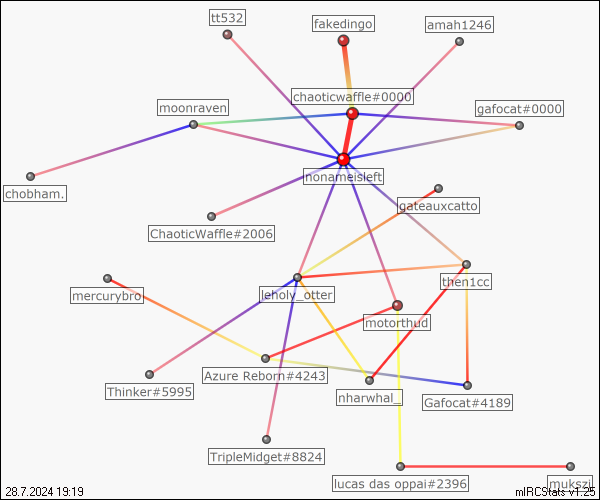 tt532
fakedingo
amah1246
chaoticwaffle#0000
moonraven
gafocat#0000
nonameisleft
chobham.
gateauxcatto
ChaoticWaffle#2006
then1cc
mercurybro
leholy_otter
motorthud
Azure Reborn#4243
Thinker#5995
nharwhal_
Gafocat#4189
TripleMidget#8824
lucas das oppai#2396
mukszi
28.7.2024 19:19
mIRCStats v1.25